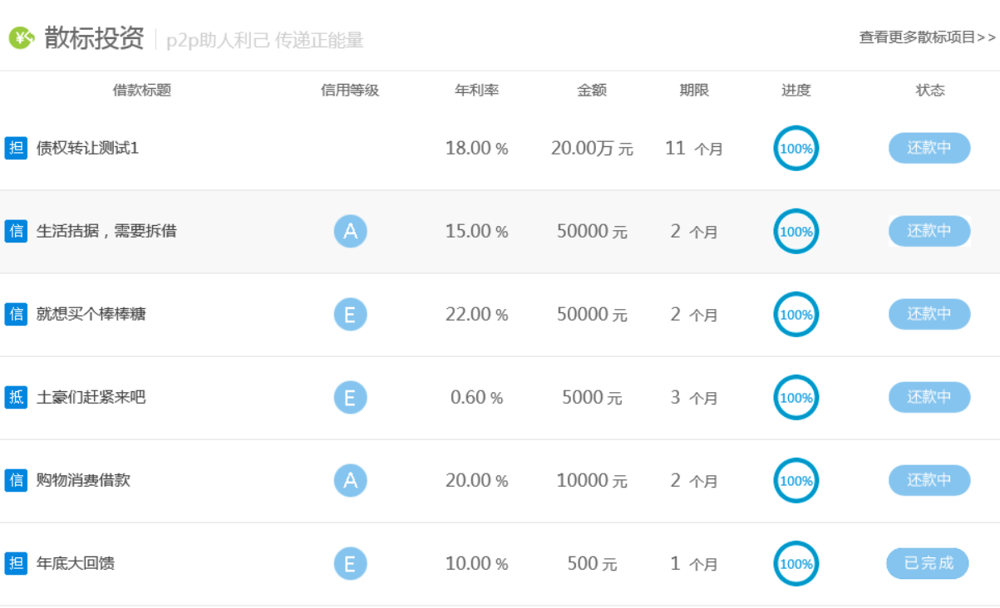 散标投资 p2p助人利己 传递正能量 查看更多散标项目>>
借款标题 信用等级 年利率 金额 期限 进度 状态
担 债权转让测试1 18.00 % 20.00万 元 11 个月 100% 还款中
信 生活拮据，需要拆借 A 15.00 % 50000 元 2 个月 100% 还款中
信 就想买个棒棒糖 E 22.00 % 50000 元 2 个月 100% 还款中
抵 土豪们赶紧来吧 E 0.60 % 5000 元 3 个月 100% 还款中
信 购物消费借款 A 20.00 % 10000 元 2 个月 100% 还款中
担 年底大回馈 E 10.00 % 500 元 1 个月 100% 已完成